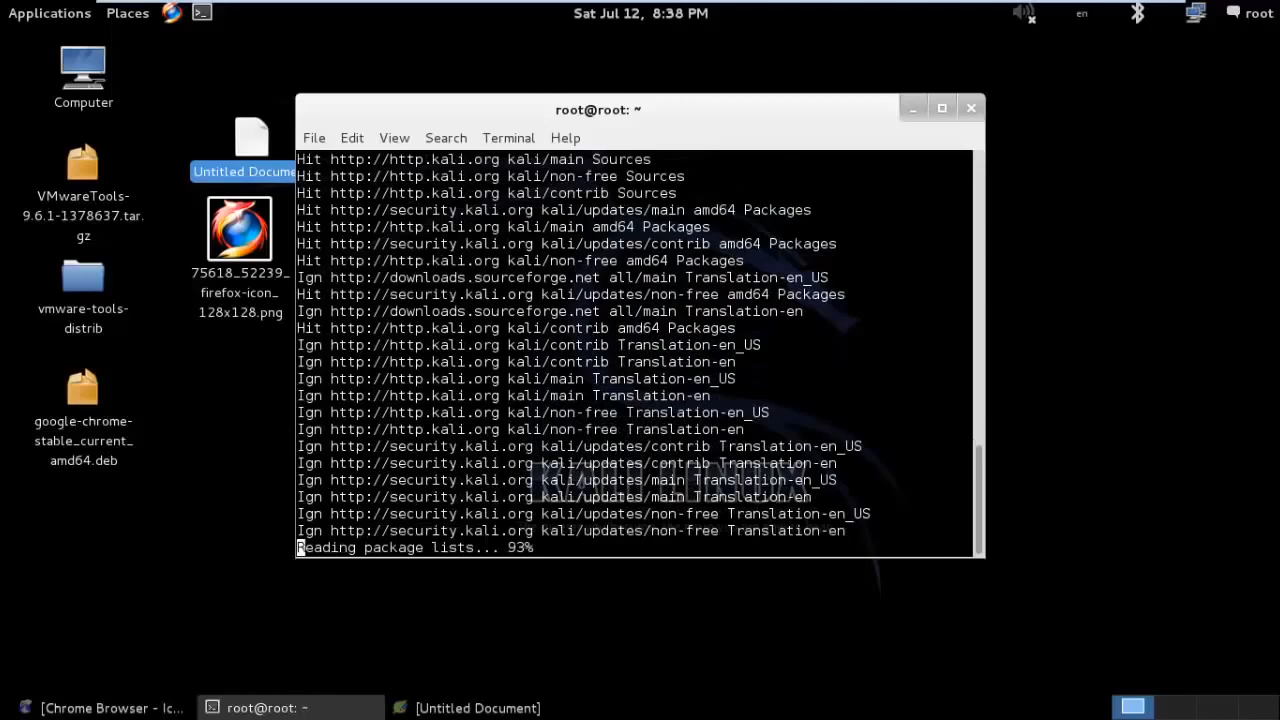 Applications Places Sat Jul 12, 8:38 PM en root
Computer
VMwareTools-
9.6.1-1378637.tar.
gz
vmware-tools-
distrib
google-chrome-
stable_current_
amd64.deb
Untitled Docume
75618_52239_
firefox-icon_
128x128.png
root@root: ~
File Edit View Search Terminal Help
Hit http://http.kali.org kali/main Sources
Hit http://http.kali.org kali/non-free Sources
Hit http://http.kali.org kali/contrib Sources
Hit http://security.kali.org kali/updates/main amd64 Packages
Hit http://http.kali.org kali/main amd64 Packages
Hit http://security.kali.org kali/updates/contrib amd64 Packages
Hit http://http.kali.org kali/non-free amd64 Packages
Ign http://downloads.sourceforge.net all/main Translation-en_US
Hit http://security.kali.org kali/updates/non-free amd64 Packages
Ign http://downloads.sourceforge.net all/main Translation-en
Hit http://http.kali.org kali/contrib amd64 Packages
Ign http://http.kali.org kali/contrib Translation-en_US
Ign http://http.kali.org kali/contrib Translation-en
Ign http://http.kali.org kali/main Translation-en_US
Ign http://http.kali.org kali/main Translation-en
Ign http://http.kali.org kali/non-free Translation-en_US
Ign http://http.kali.org kali/non-free Translation-en
Ign http://security.kali.org kali/updates/contrib Translation-en_US
Ign http://security.kali.org kali/updates/contrib Translation-en
Ign http://security.kali.org kali/updates/main Translation-en_US
Ign http://security.kali.org kali/updates/main Translation-en
Ign http://security.kali.org kali/updates/non-free Translation-en_US
Ign http://security.kali.org kali/updates/non-free Translation-en
Reading package lists... 93%
KALI LINUX
[Chrome Browser - Ic... root@root: ~ [Untitled Document]